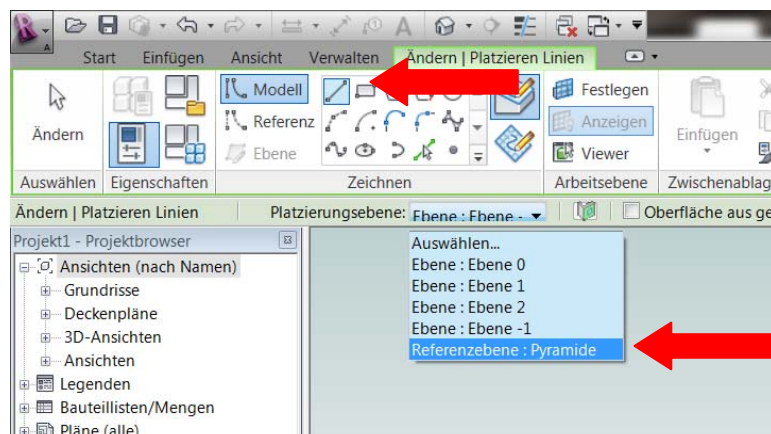 A
Start Einfügen Ansicht Verwalten Ändern | Platzieren Linien
Ändern
Modell
Referenz
Ebene
Festlegen
Anzeigen
Viewer
Einfügen
Auswählen Eigenschaften Zeichnen Arbeitsebene Zwischenablag
Ändern | Platzieren Linien Platzierungsebene: Ebene : Ebene - Oberfläche aus ge
Projekt1 - Projektbrowser
Ansichten (nach Namen)
Grundrisse
Deckenpläne
3D-Ansichten
Ansichten
Legenden
Bauteillisten/Mengen
Pläne (alle)
Auswählen...
Ebene : Ebene 0
Ebene : Ebene 1
Ebene : Ebene 2
Ebene : Ebene -1
Referenzebene : Pyramide